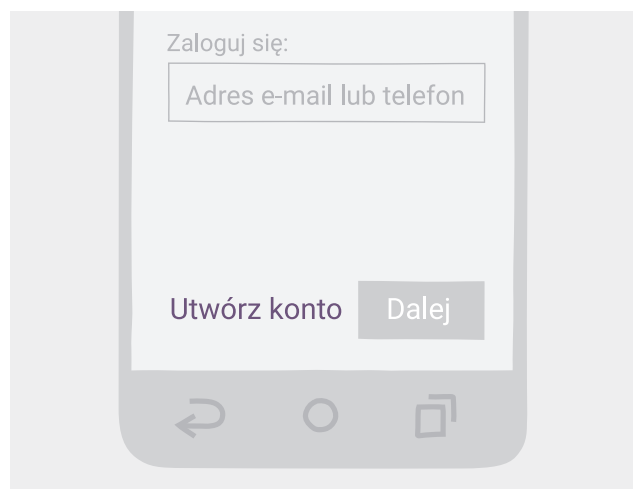 Zaloguj się:
Adres e-mail lub telefon
Utwórz konto
Dalej